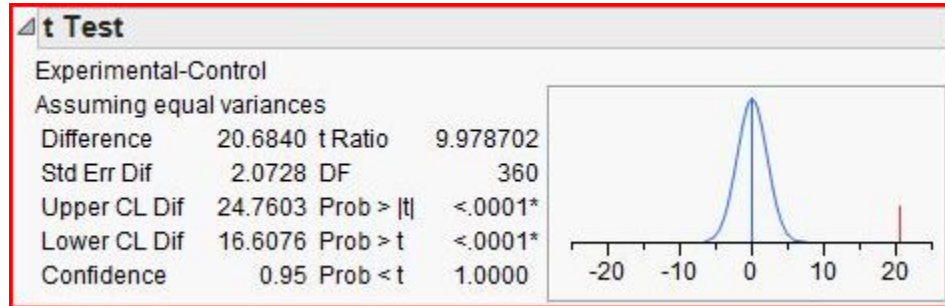 t Test
Experimental-Control
Assuming equal variances
Difference 20.6840 t Ratio 9.978702
Std Err Dif 2.0728 DF 360
Upper CL Dif 24.7603 Prob > |t| <.0001*
Lower CL Dif 16.6076 Prob > t <.0001*
Confidence 0.95 Prob < t 1.0000
-20 -10 0 10 20